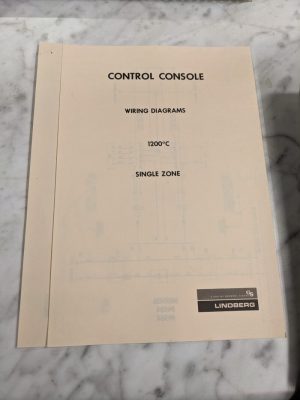 CONTROL CONSOLE
WIRING DIAGRAMS
1200°C
SINGLE ZONE
LINDBERG